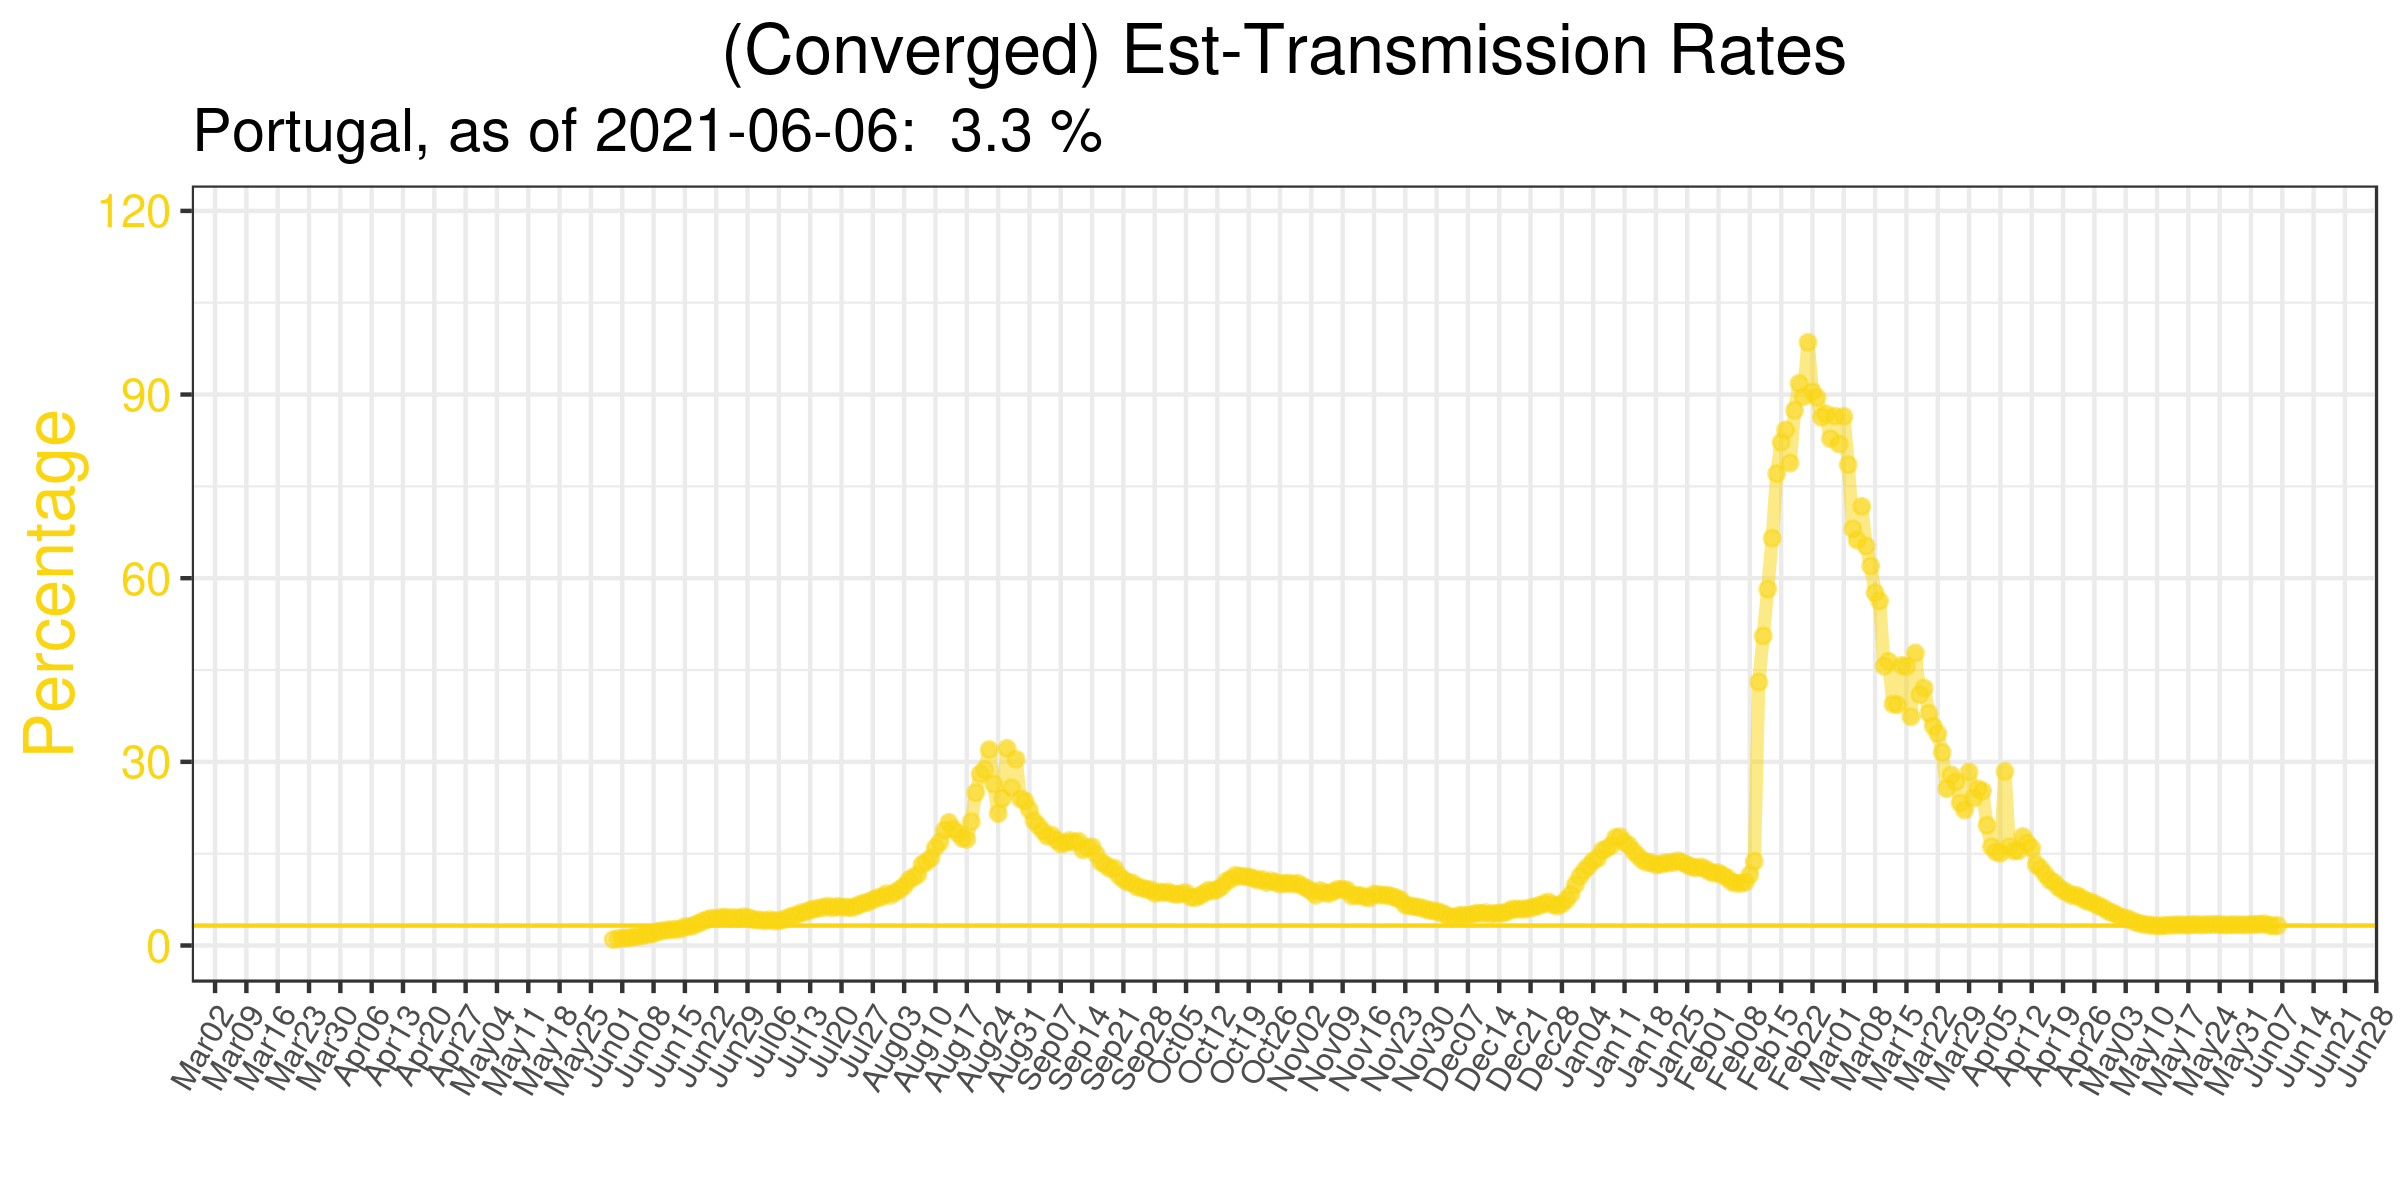 (Converged) Est-Transmission Rates
Portugal, as of 2021-06-06:  3.3 %
Percentage
120
90
60
30
0
Mar02
Mar09
Mar16
Mar23
Mar30
Apr06
Apr13
Apr20
Apr27
May04
May11
May18
May25
Jun01
Jun08
Jun15
Jun22
Jun29
Jul06
Jul13
Jul20
Jul27
Aug03
Aug10
Aug17
Aug24
Aug31
Sep07
Sep14
Sep21
Sep28
Oct05
Oct12
Oct19
Oct26
Nov02
Nov09
Nov16
Nov23
Nov30
Dec07
Dec14
Dec21
Dec28
Jan04
Jan11
Jan18
Jan25
Feb01
Feb08
Feb15
Feb22
Mar01
Mar08
Mar15
Mar22
Mar29
Apr05
Apr12
Apr19
Apr26
May03
May10
May17
May24
May31
Jun07
Jun14
Jun21
Jun28